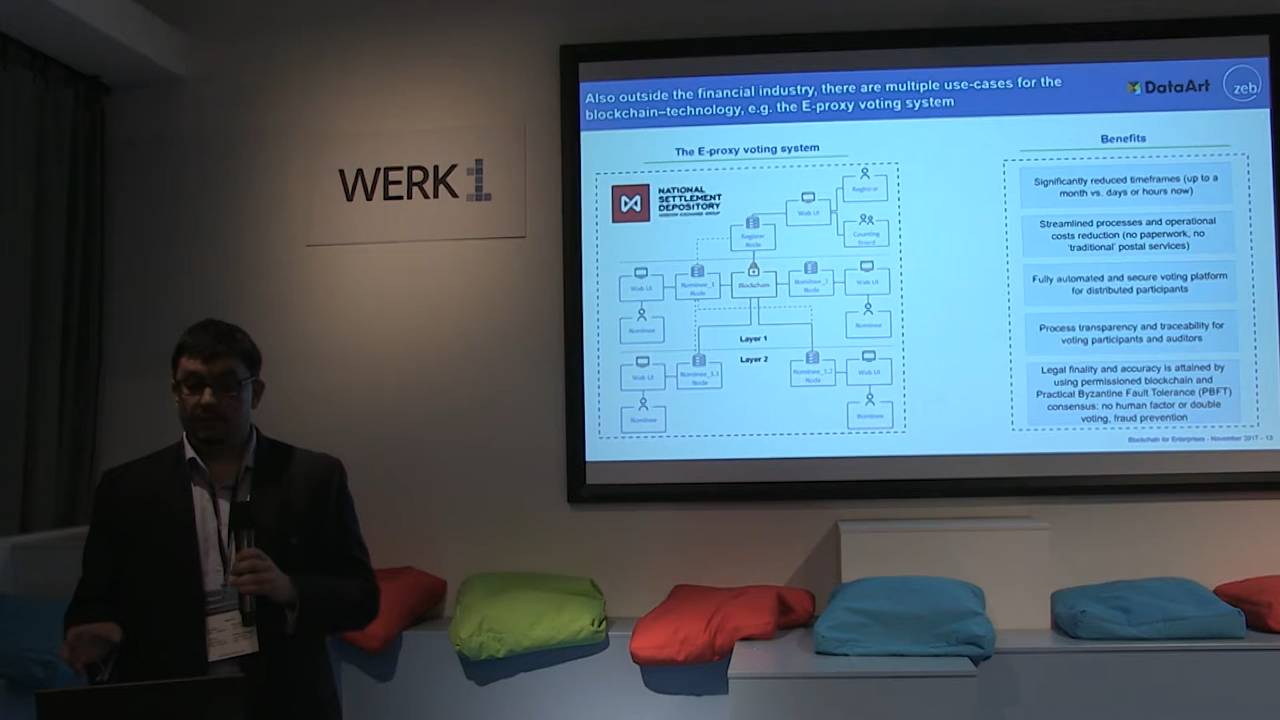 WERK1
Also outside the financial industry, there are multiple use-cases for the
blockchain–technology, e.g. the E-proxy voting system
DataArt
zeb
The E-proxy voting system
NATIONAL
SETTLEMENT
DEPOSITORY
MOSCOW EXCHANGE GROUP
Registrar
Web UI
Counting
Board
Register
Node
Web UI
Nominee_1
Node
Blockchain
Nominee_2
Node
Web UI
Nominee
Nominee
Layer 1
Layer 2
Web UI
Nominee_1.1
Node
Nominee_1.2
Node
Web UI
Nominee
Nominee
Benefits
Significantly reduced timeframes (up to a
month vs. days or hours now)
Streamlined processes and operational
costs reduction (no paperwork, no
'traditional' postal services)
Fully automated and secure voting platform
for distributed participants
Process transparency and traceability for
voting participants and auditors
Legal finality and accuracy is attained by
using permissioned blockchain and
Practical Byzantine Fault Tolerance (PBFT)
consensus: no human factor or double
voting, fraud prevention
Blockchain for Enterprises - November 2017 - 13